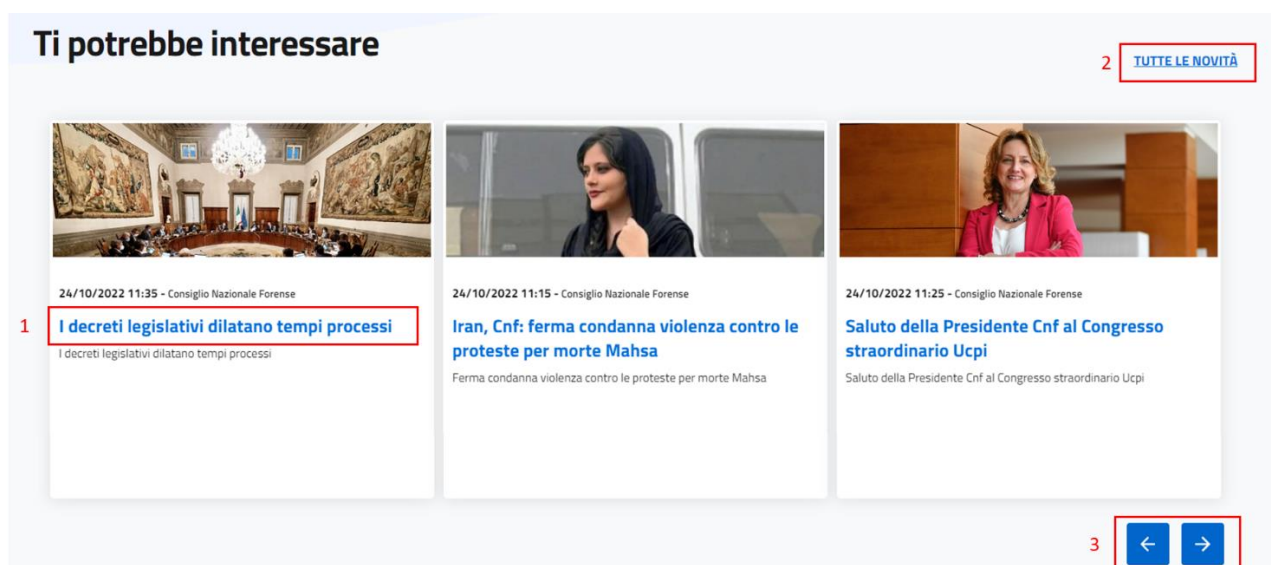 Ti potrebbe interessare
2 TUTTE LE NOVITÀ
24/10/2022 11:35 - Consiglio Nazionale Forense
1 I decreti legislativi dilatano tempi processi
I decreti legislativi dilatano tempi processi
24/10/2022 11:15 - Consiglio Nazionale Forense
Iran, Cnf: ferma condanna violenza contro le
proteste per morte Mahsa
Ferma condanna violenza contro le proteste per morte Mahsa
24/10/2022 11:25 - Consiglio Nazionale Forense
Saluto della Presidente Cnf al Congresso
straordinario Ucpi
Saluto della Presidente Cnf al Congresso straordinario Ucpi
3 ← →